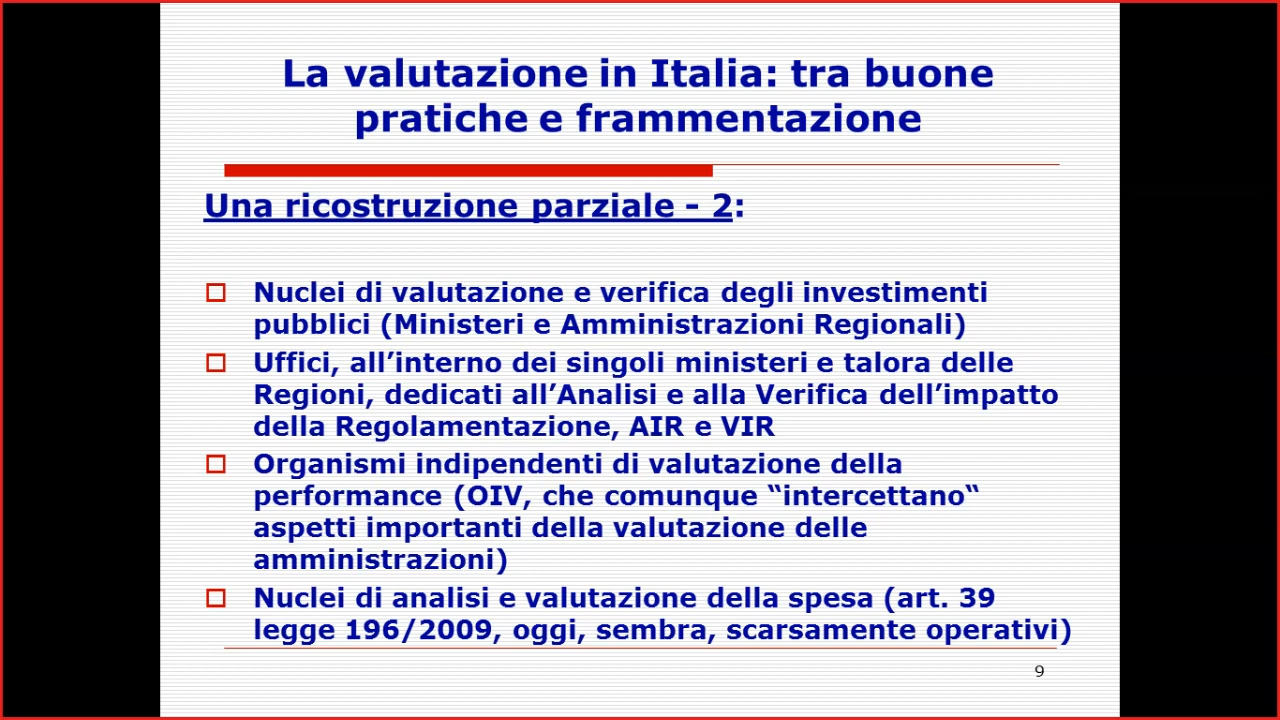 La valutazione in Italia: tra buone
pratiche e frammentazione
Una ricostruzione parziale - 2:
Nuclei di valutazione e verifica degli investimenti
pubblici (Ministeri e Amministrazioni Regionali)
Uffici, all’interno dei singoli ministeri e talora delle
Regioni, dedicati all’Analisi e alla Verifica dell’impatto
della Regolamentazione, AIR e VIR
Organismi indipendenti di valutazione della
performance (OIV, che comunque “intercettano“
aspetti importanti della valutazione delle
amministrazioni)
Nuclei di analisi e valutazione della spesa (art. 39
legge 196/2009, oggi, sembra, scarsamente operativi)
9